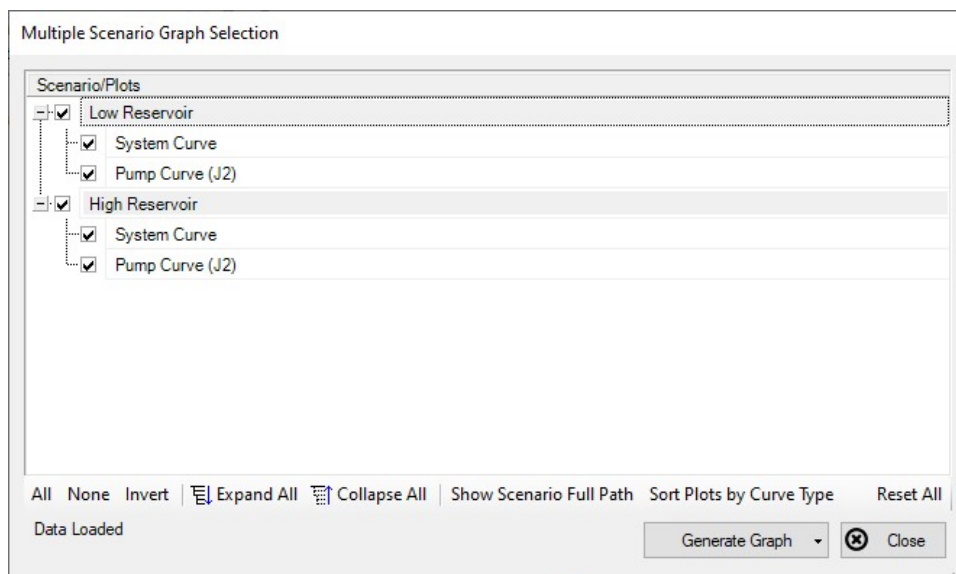 Multiple Scenario Graph Selection
Scenario/Plots
Low Reservoir
System Curve
Pump Curve (J2)
High Reservoir
System Curve
Pump Curve (J2)
All None Invert Expand All Collapse All Show Scenario Full Path Sort Plots by Curve Type Reset All
Data Loaded
Generate Graph Close